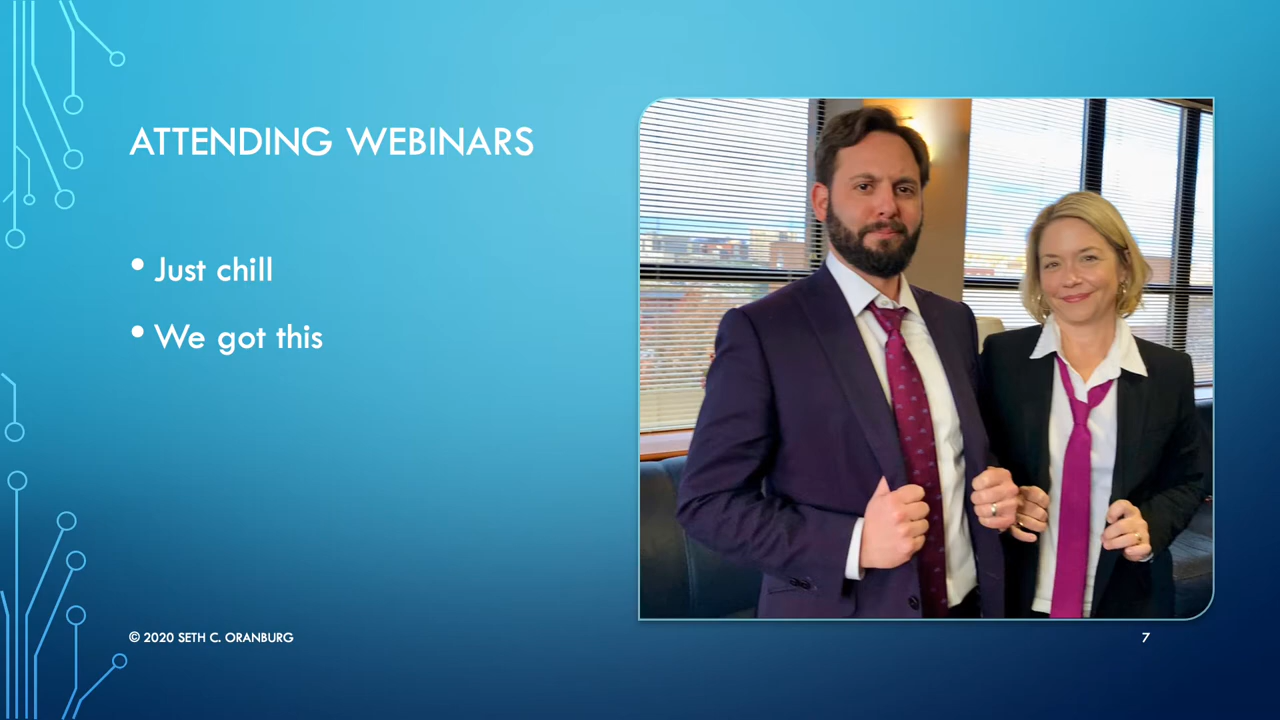 ATTENDING WEBINARS
• Just chill
• We got this
© 2020 SETH C. ORANBURG
7